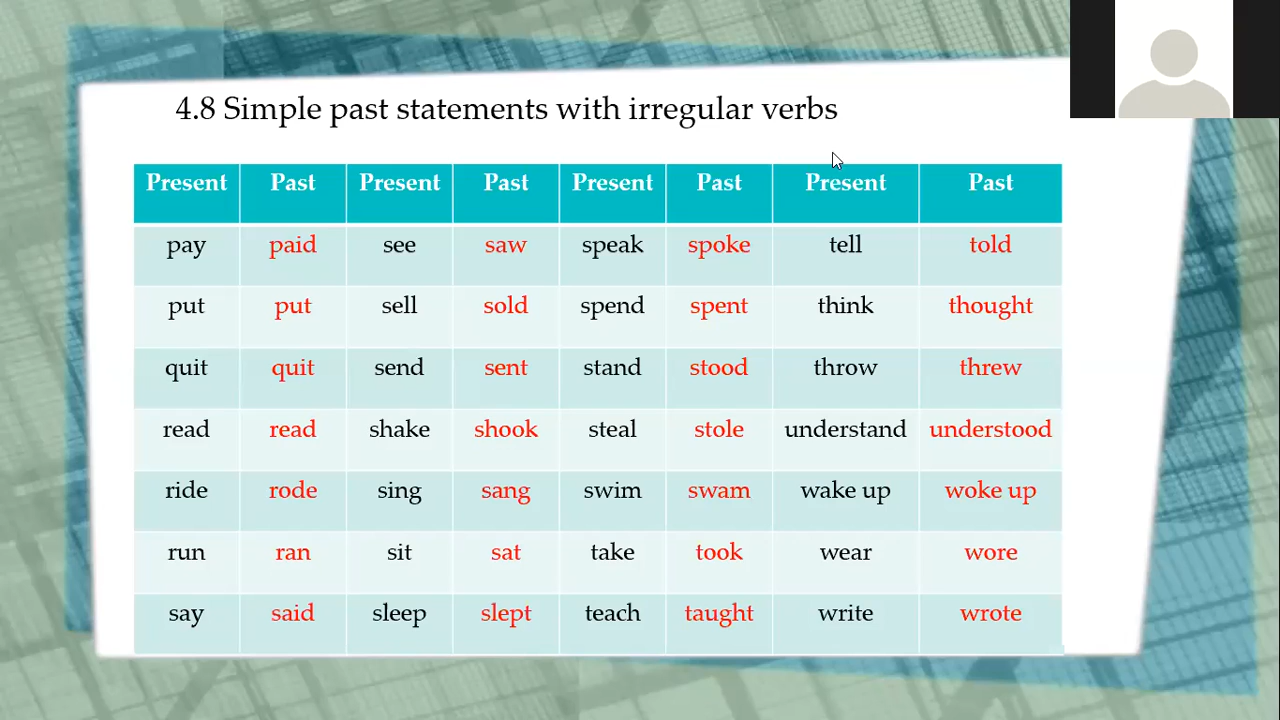 4.8 Simple past statements with irregular verbs
Present Past Present Past Present Past Present Past
pay paid see saw speak spoke tell told
put put sell sold spend spent think thought
quit quit send sent stand stood throw threw
read read shake shook steal stole understand understood
ride rode sing sang swim swam wake up woke up
run ran sit sat take took wear wore
say said sleep slept teach taught write wrote